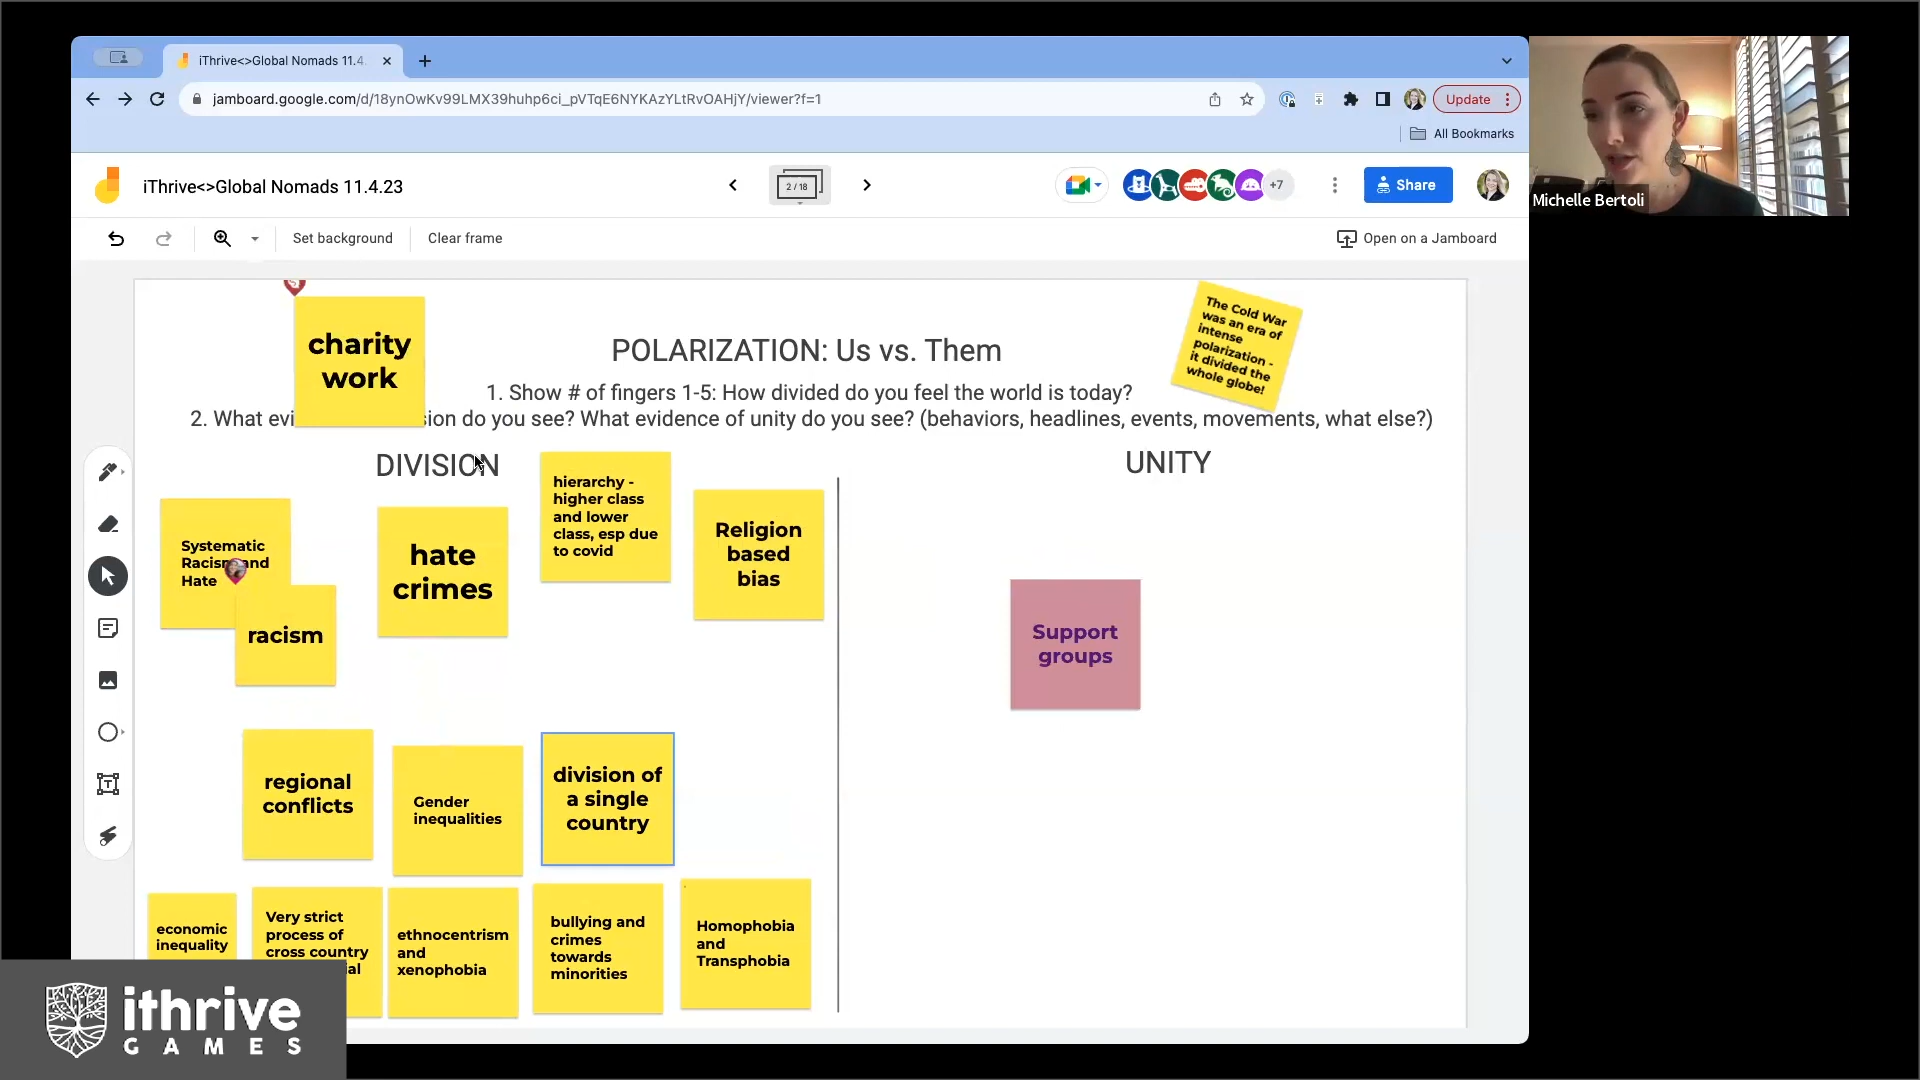 iThrive<>Global Nomads 11.4
jamboard.google.com/d/18ynOwKv99LMX39huhp6ci_pVTqE6NYKAzYLtRvOAHjY/viewer?f=1
Update
All Bookmarks
iThrive<>Global Nomads 11.4.23
2 / 18
+7
Share
Michelle Bertoli
Set background
Clear frame
Open on a Jamboard
charity
work
POLARIZATION: Us vs. Them
The Cold War
was an era of
intense
polarization -
it divided the
whole globe!
1. Show # of fingers 1-5: How divided do you feel the world is today?
2. What evi
sion do you see? What evidence of unity do you see? (behaviors, headlines, events, movements, what else?)
DIVISION
UNITY
Systematic
Racism and
Hate
racism
hate
crimes
hierarchy -
higher class
and lower
class, esp due
to covid
Religion
based
bias
Support
groups
regional
conflicts
Gender
inequalities
division of
a single
country
economic
inequality
Very strict
process of
cross country
ial
ethnocentrism
and
xenophobia
bullying and
crimes
towards
minorities
Homophobia
and
Transphobia
ithrive
GAMES